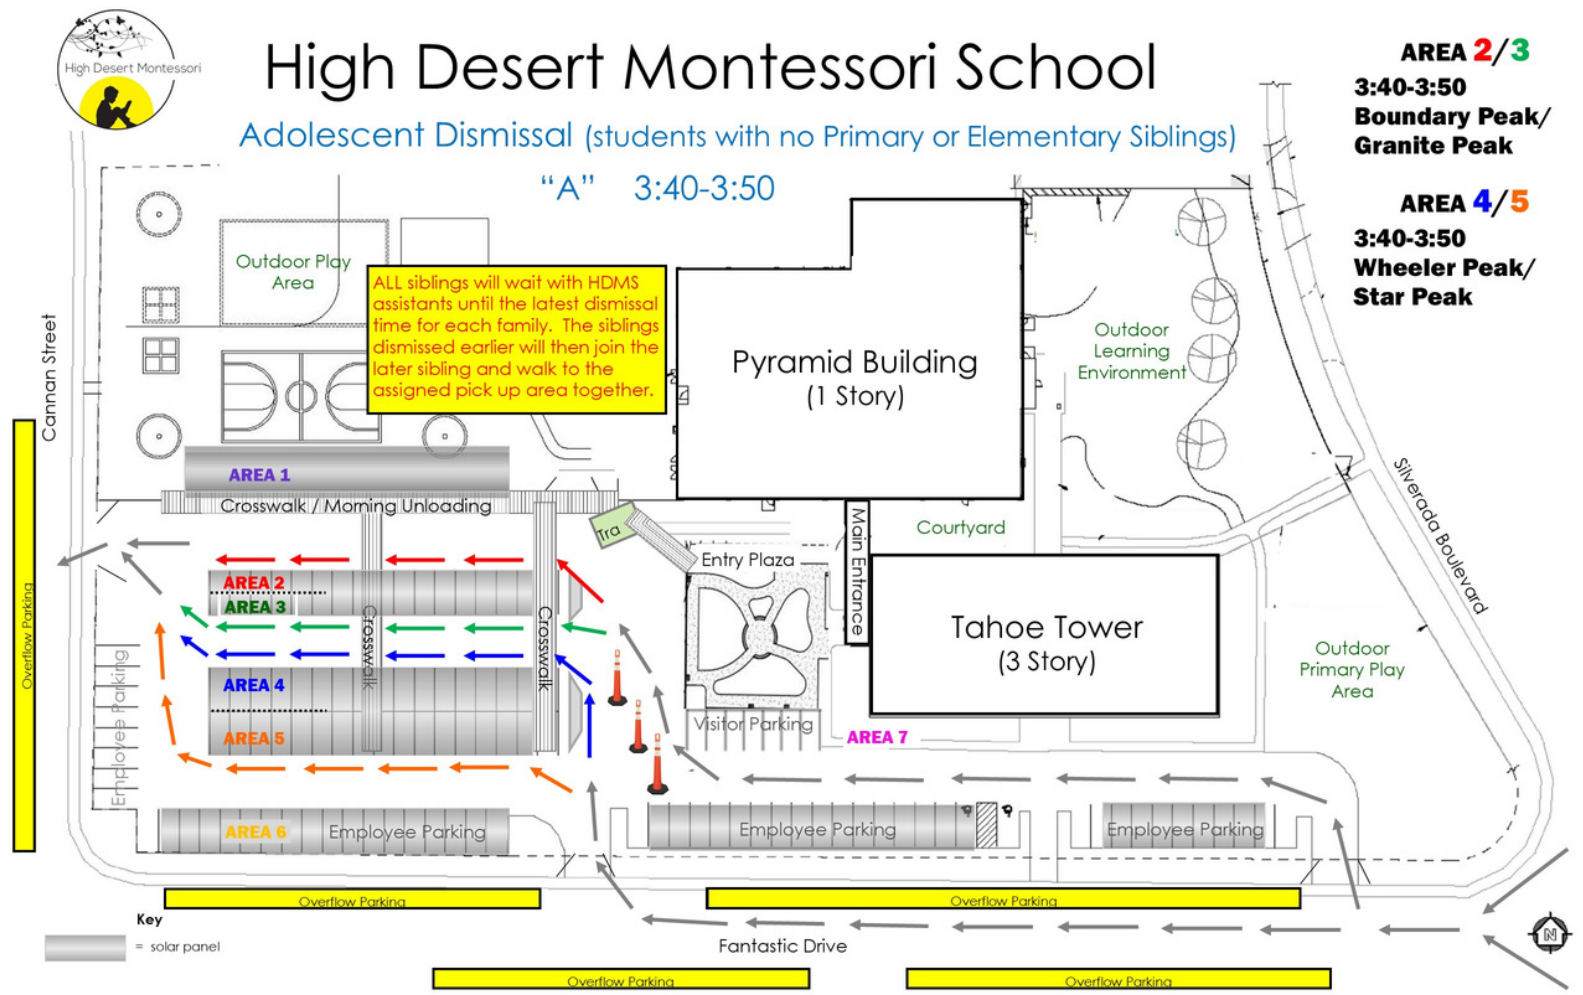 High Desert Montessori
High Desert Montessori School
Adolescent Dismissal (students with no Primary or Elementary Siblings)
“A” 3:40-3:50
AREA 2/3
3:40-3:50
Boundary Peak/
Granite Peak
AREA 4/5
3:40-3:50
Wheeler Peak/
Star Peak
Outdoor Play
Area
ALL siblings will wait with HDMS
assistants until the latest dismissal
time for each family. The siblings
dismissed earlier will then join the
later sibling and walk to the
assigned pick up area together.
Pyramid Building
(1 Story)
Outdoor
Learning
Environment
Cannan Street
Silverada Boulevard
AREA 1
Crosswalk / Morning Unloading
Tra
Entry Plaza
Main Entrance
Courtyard
Tahoe Tower
(3 Story)
Outdoor
Primary Play
Area
AREA 2
AREA 3
Crosswalk
Crosswalk
AREA 4
AREA 5
Overflow Parking
Employee Parking
Visitor Parking
AREA 7
AREA 6
Employee Parking
Employee Parking
Employee Parking
Overflow Parking
Overflow Parking
Key
= solar panel
Fantastic Drive
N
Overflow Parking
Overflow Parking